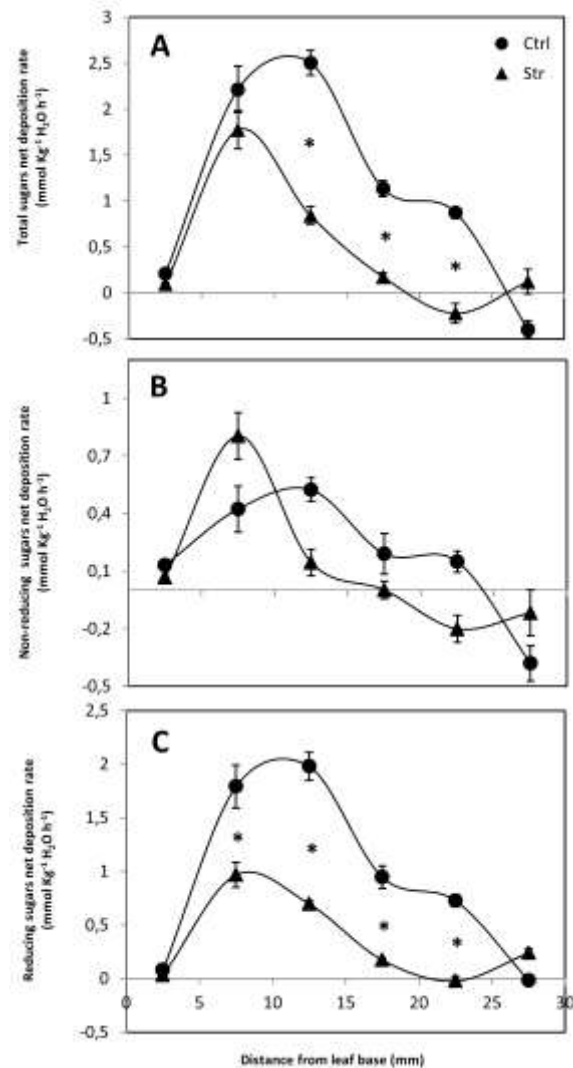 A
Ctrl
Str
Total sugars net deposition rate
(mmol Kg-1 H2O h-1)
3
2,5
2
1,5
1
0,5
0
-0,5
*
*
*
B
Non-reducing sugars net deposition rate
(mmol Kg-1 H2O h-1)
1
0,7
0,4
0,1
-0,2
-0,5
C
Reducing sugars net deposition rate
(mmol Kg-1 H2O h-1)
2,5
2
1,5
1
0,5
0
-0,5
*
*
*
*
0 5 10 15 20 25 30
Distance from leaf base (mm)